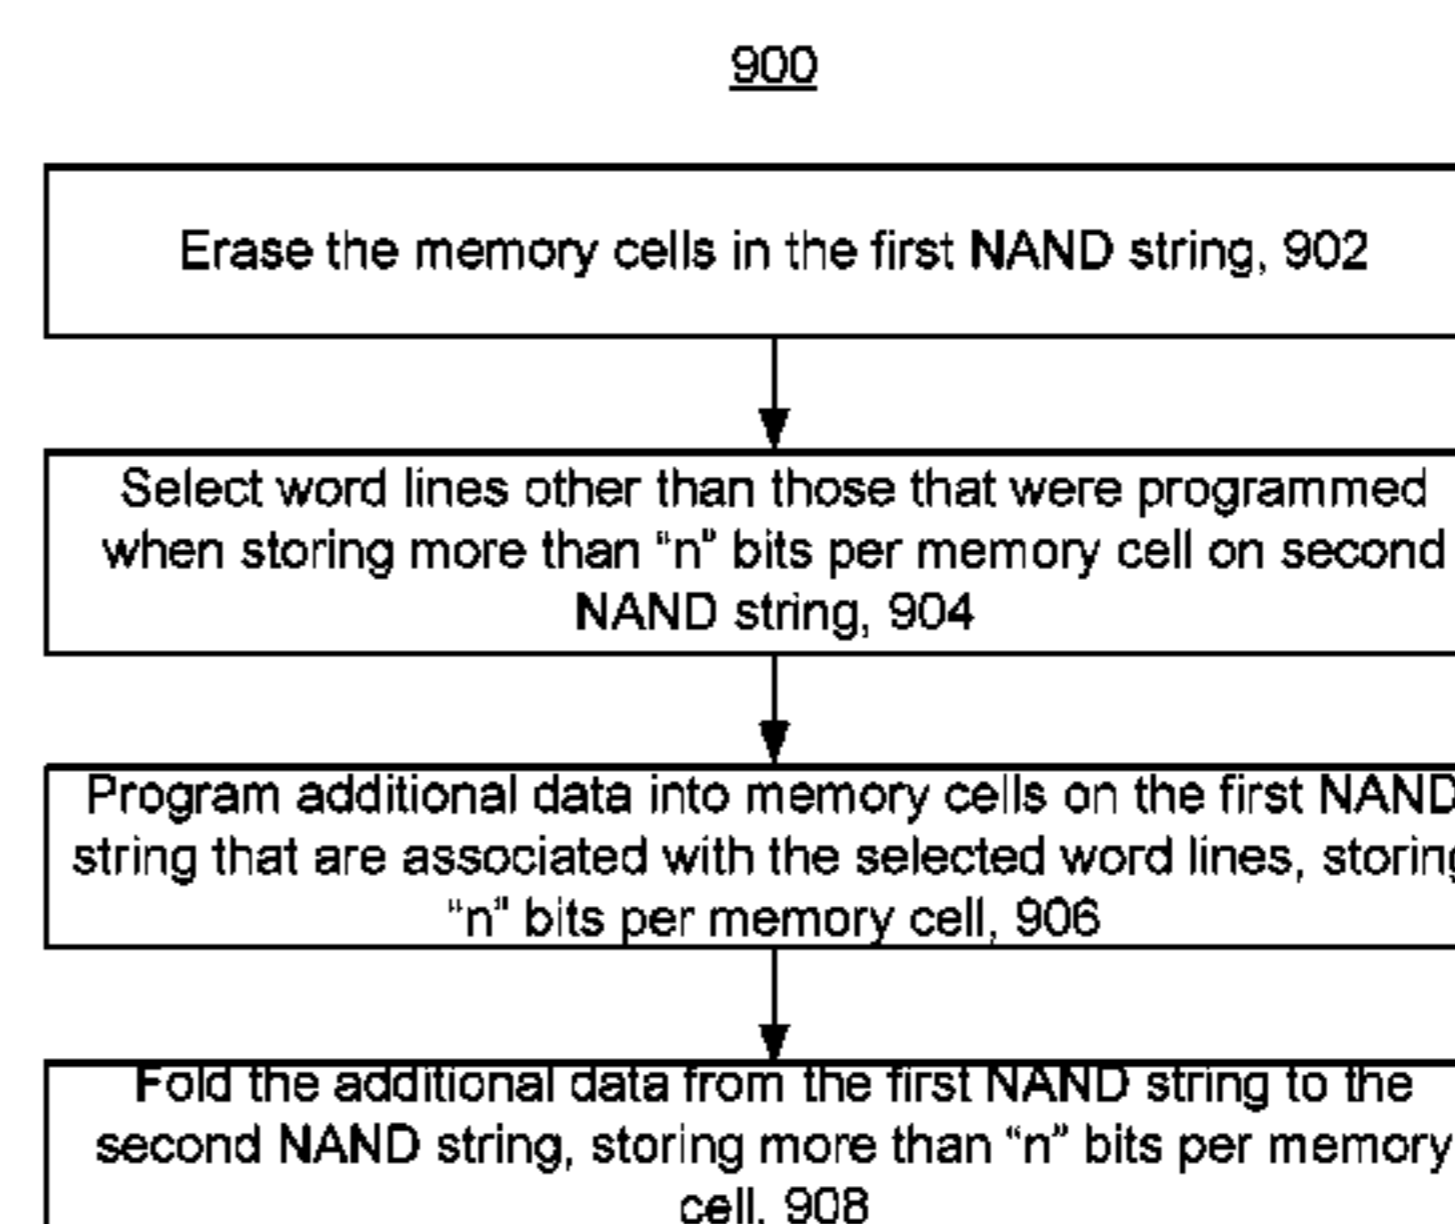 900
Erase the memory cells in the first NAND string, 902
Select word lines other than those that were programmed
when storing more than “n” bits per memory cell on second
NAND string, 904
Program additional data into memory cells on the first NAND
string that are associated with the selected word lines, storing
“n” bits per memory cell, 906
Fold the additional data from the first NAND string to the
second NAND string, storing more than “n” bits per memory
cell, 908